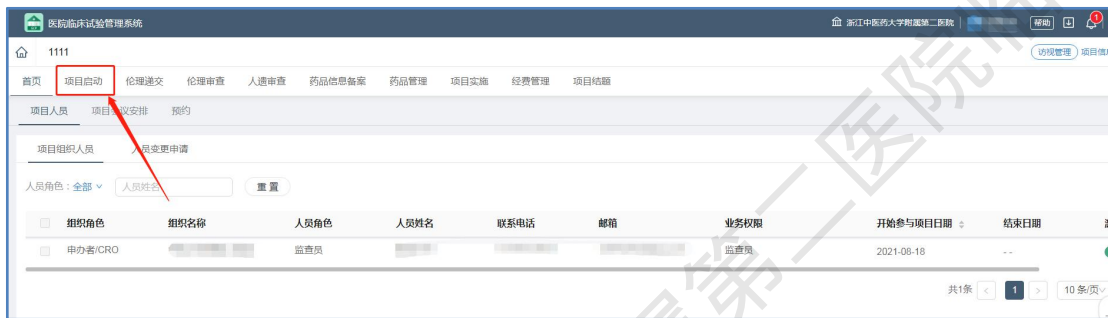 医院临床试验管理系统 浙江中医药大学附属第二医院 帮助 1
1111 访视管理 项目信息
首页 项目启动 伦理递交 伦理审查 人遗审查 药品信息备案 药品管理 项目实施 经费管理 项目结题
项目人员 项目会议安排 预约
项目组织人员 人员变更申请
人员角色：全部 人员姓名 重置
组织角色 组织名称 人员角色 人员姓名 联系电话 邮箱 业务权限 开始参与项目日期 结束日期
申办者/CRO 监查员 监查员 2021-08-18 --
共1条 < 1 > 10 条/页